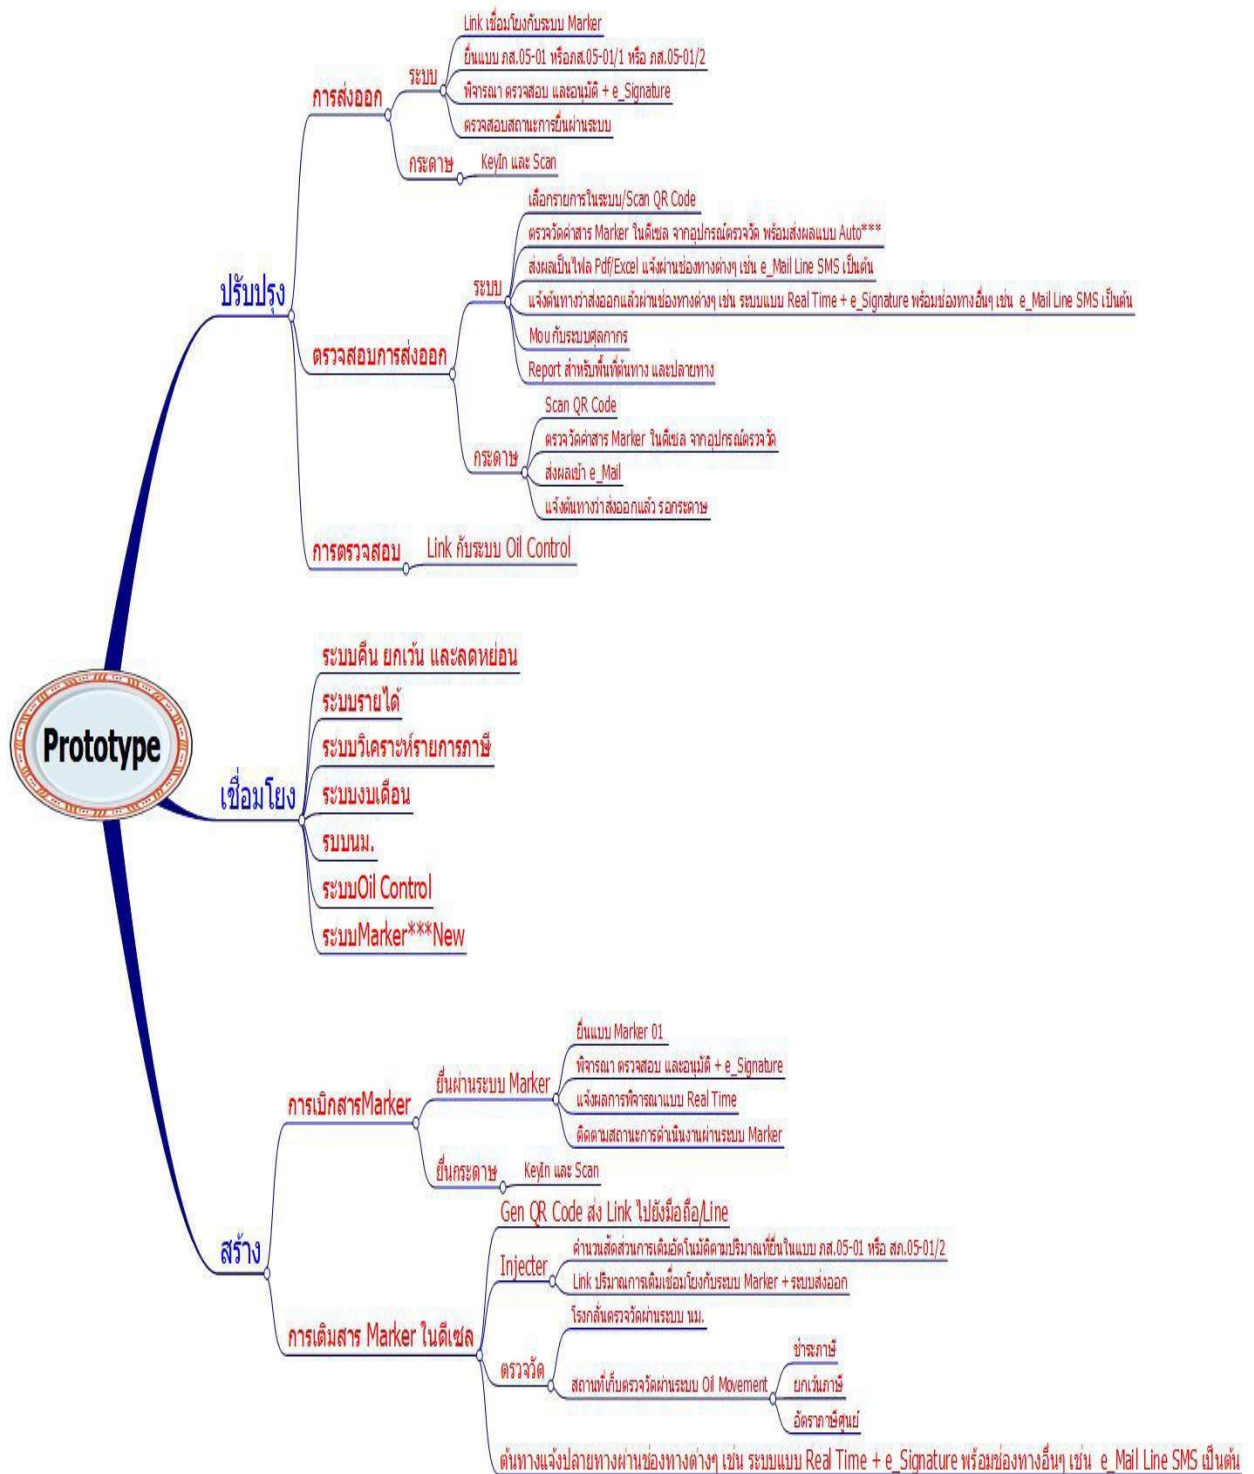 Prototype
ปรับปรุง
การส่งออก
ระบบ
Link เชื่อมโยงกับระบบ Marker
ยื่นแบบ ภส.05-01 หรือภส.05-01/1 หรือ ภส.05-01/2
พิจารณา ตรวจสอบ และอนุมัติ + e_Signature
ตรวจสอบสถานะการยื่นผ่านระบบ
กระดาษ
KeyIn และ Scan
ตรวจสอบการส่งออก
ระบบ
เลือกรายการในระบบ/Scan QR Code
ตรวจวัดค่าสาร Marker ในดีเซล จากอุปกรณ์ตรวจวัด พร้อมส่งผลแบบ Auto***
ส่งผลเป็นไฟล Pdf/Excel แจ้งผ่านช่องทางต่างๆ เช่น e_Mail Line SMS เป็นต้น
แจ้งต้นทางว่าส่งออกแล้วผ่านช่องทางต่างๆ เช่น ระบบแบบ Real Time + e_Signature พร้อมช่องทางอื่นๆ เช่น e_Mail Line SMS เป็นต้น
Mou กับระบบศุลกากร
Report สำหรับพื้นที่ต้นทาง และปลายทาง
กระดาษ
Scan QR Code
ตรวจวัดค่าสาร Marker ในดีเซล จากอุปกรณ์ตรวจวัด
ส่งผลเข้า e_Mail
แจ้งต้นทางว่าส่งออกแล้ว รอกระดาษ
การตรวจสอบ
Link กับระบบ Oil Control
เชื่อมโยง
ระบบคืน ยกเว้น และลดหย่อน
ระบบรายได้
ระบบวิเคราะห์รายการภาษี
ระบบงบเดือน
รบบนม.
ระบบOil Control
ระบบMarker***New
สร้าง
การเบิกสารMarker
ยื่นผ่านระบบ Marker
ยื่นแบบ Marker 01
พิจารณา ตรวจสอบ และอนุมัติ + e_Signature
แจ้งผลการพิจารณาแบบ Real Time
ติดตามสถานะการดำเนินงานผ่านระบบ Marker
ยื่นกระดาษ
KeyIn และ Scan
การเติมสาร Marker ในดีเซล
Gen QR Code ส่ง Link ไปยังมือถือ/Line
Injecter
คำนวนสัดส่วนการเติมอัตโนมัติตามปริมาณที่ยื่นในแบบ ภส.05-01 หรือ สภ.05-01/2
Link ปริมาณการเติมเชื่อมโยงกับระบบ Marker + ระบบส่งออก
ตรวจวัด
โรงกลั่นตรวจวัดผ่านระบบ นม.
สถานที่เก็บตรวจวัดผ่านระบบ Oil Movement
ชำระภาษี
ยกเว้นภาษี
อัตราภาษีศูนย์
ต้นทางแจ้งปลายทางผ่านช่องทางต่างๆ เช่น ระบบแบบ Real Time + e_Signature พร้อมช่องทางอื่นๆ เช่น e_Mail Line SMS เป็นต้น